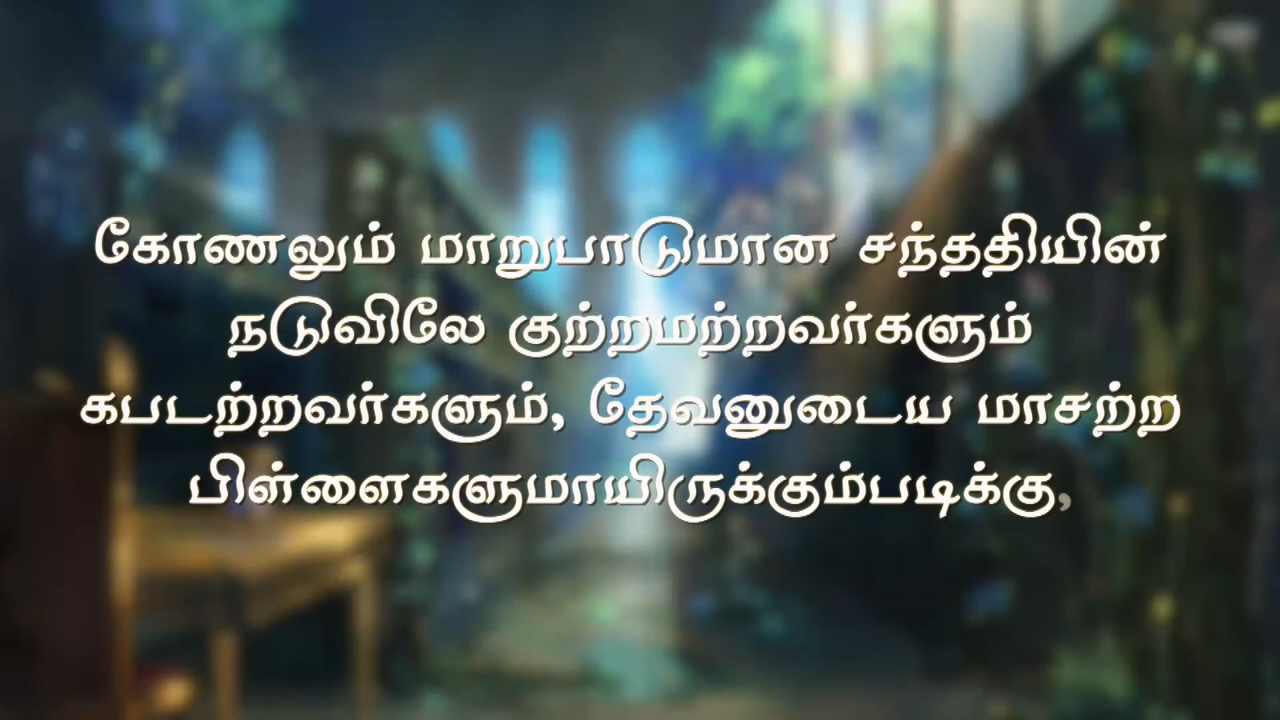 கோணலும் மாறுபாடுமான சந்ததியின்
நடுவிலே குற்றமற்றவர்களும்
கபடற்றவர்களும், தேவனுடைய மாசற்ற
பிள்ளைகளுமாயிருக்கும்படிக்கு,